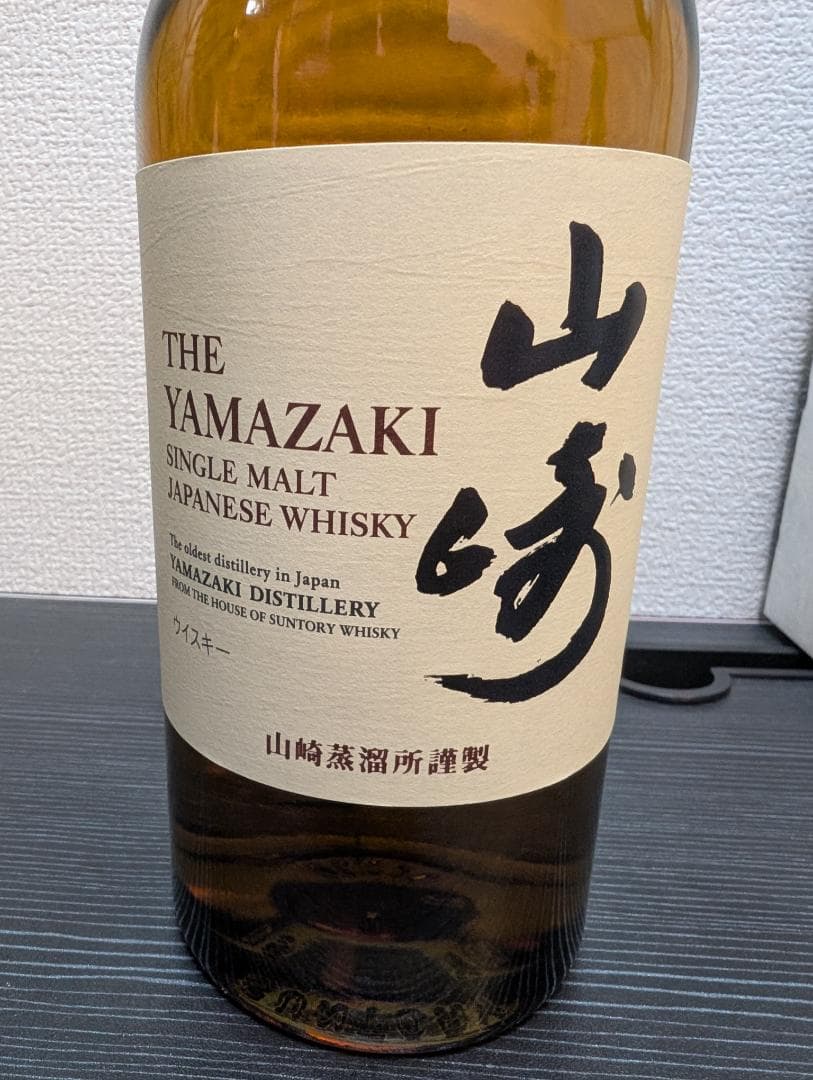 THE
YAMAZAKI
SINGLE MALT
JAPANESE WHISKY
The oldest distillery in Japan
YAMAZAKI DISTILLERY
FROM THE HOUSE OF SUNTORY WHISKY
ウイスキー
山崎
山崎蒸溜所謹製